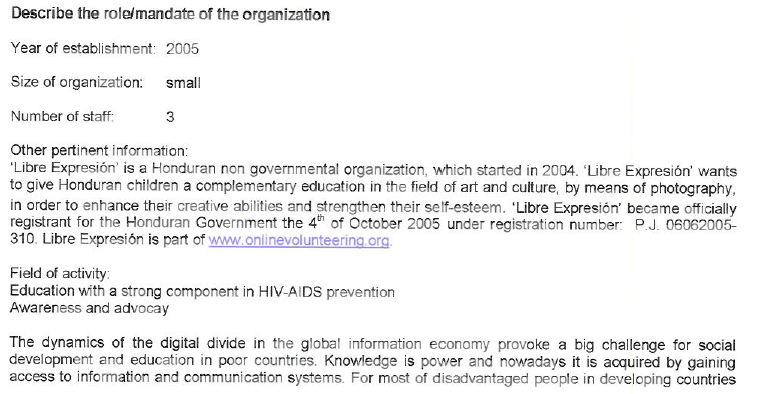 Describe the role/mandate of the organization
Year of establishment: 2005
Size of organization: small
Number of staff: 3
Other pertinent information:
'Libre Expresión' is a Honduran non governmental organization, which started in 2004. 'Libre Expresión' wants
to give Honduran children a complementary education in the field of art and culture, by means of photography,
in order to enhance their creative abilities and strengthen their self-esteem. 'Libre Expresión' became officially
registrant for the Honduran Government the 4th of October 2005 under registration number: P.J. 06062005-
310. Libre Expresión is part of www.onlinevolunteering.org.
Field of activity:
Education with a strong component in HIV-AIDS prevention
Awareness and advocay
The dynamics of the digital divide in the global information economy provoke a big challenge for social
development and education in poor countries. Knowledge is power and nowadays it is acquired by gaining
access to information and communication systems. For most of disadvantaged people in developing countries